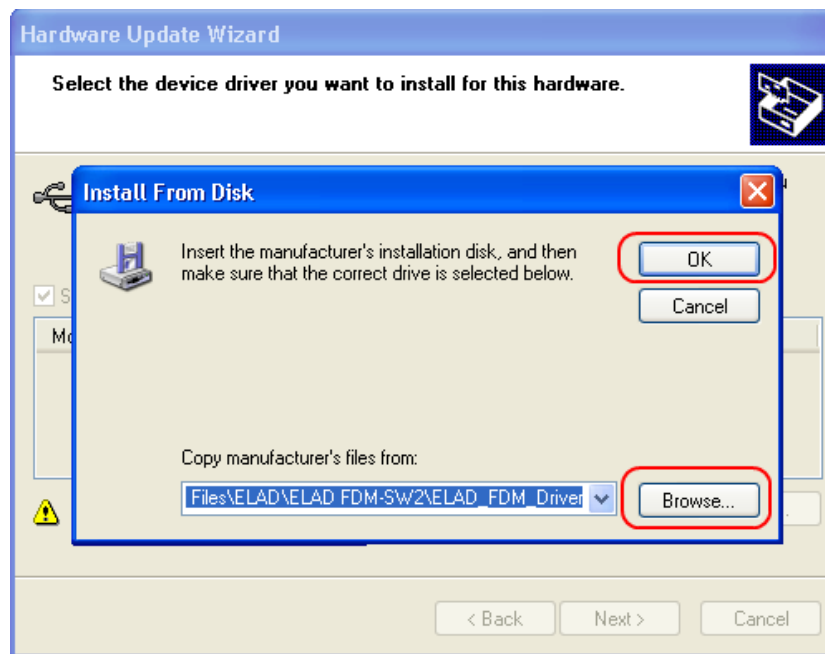 Hardware Update Wizard
Select the device driver you want to install for this hardware.
Install From Disk
Insert the manufacturer's installation disk, and then
make sure that the correct drive is selected below.
OK
Cancel
Copy manufacturer's files from:
Files\ELAD\ELAD FDM-SW2\ELAD_FDM_Driver
Browse...
< Back
Next >
Cancel